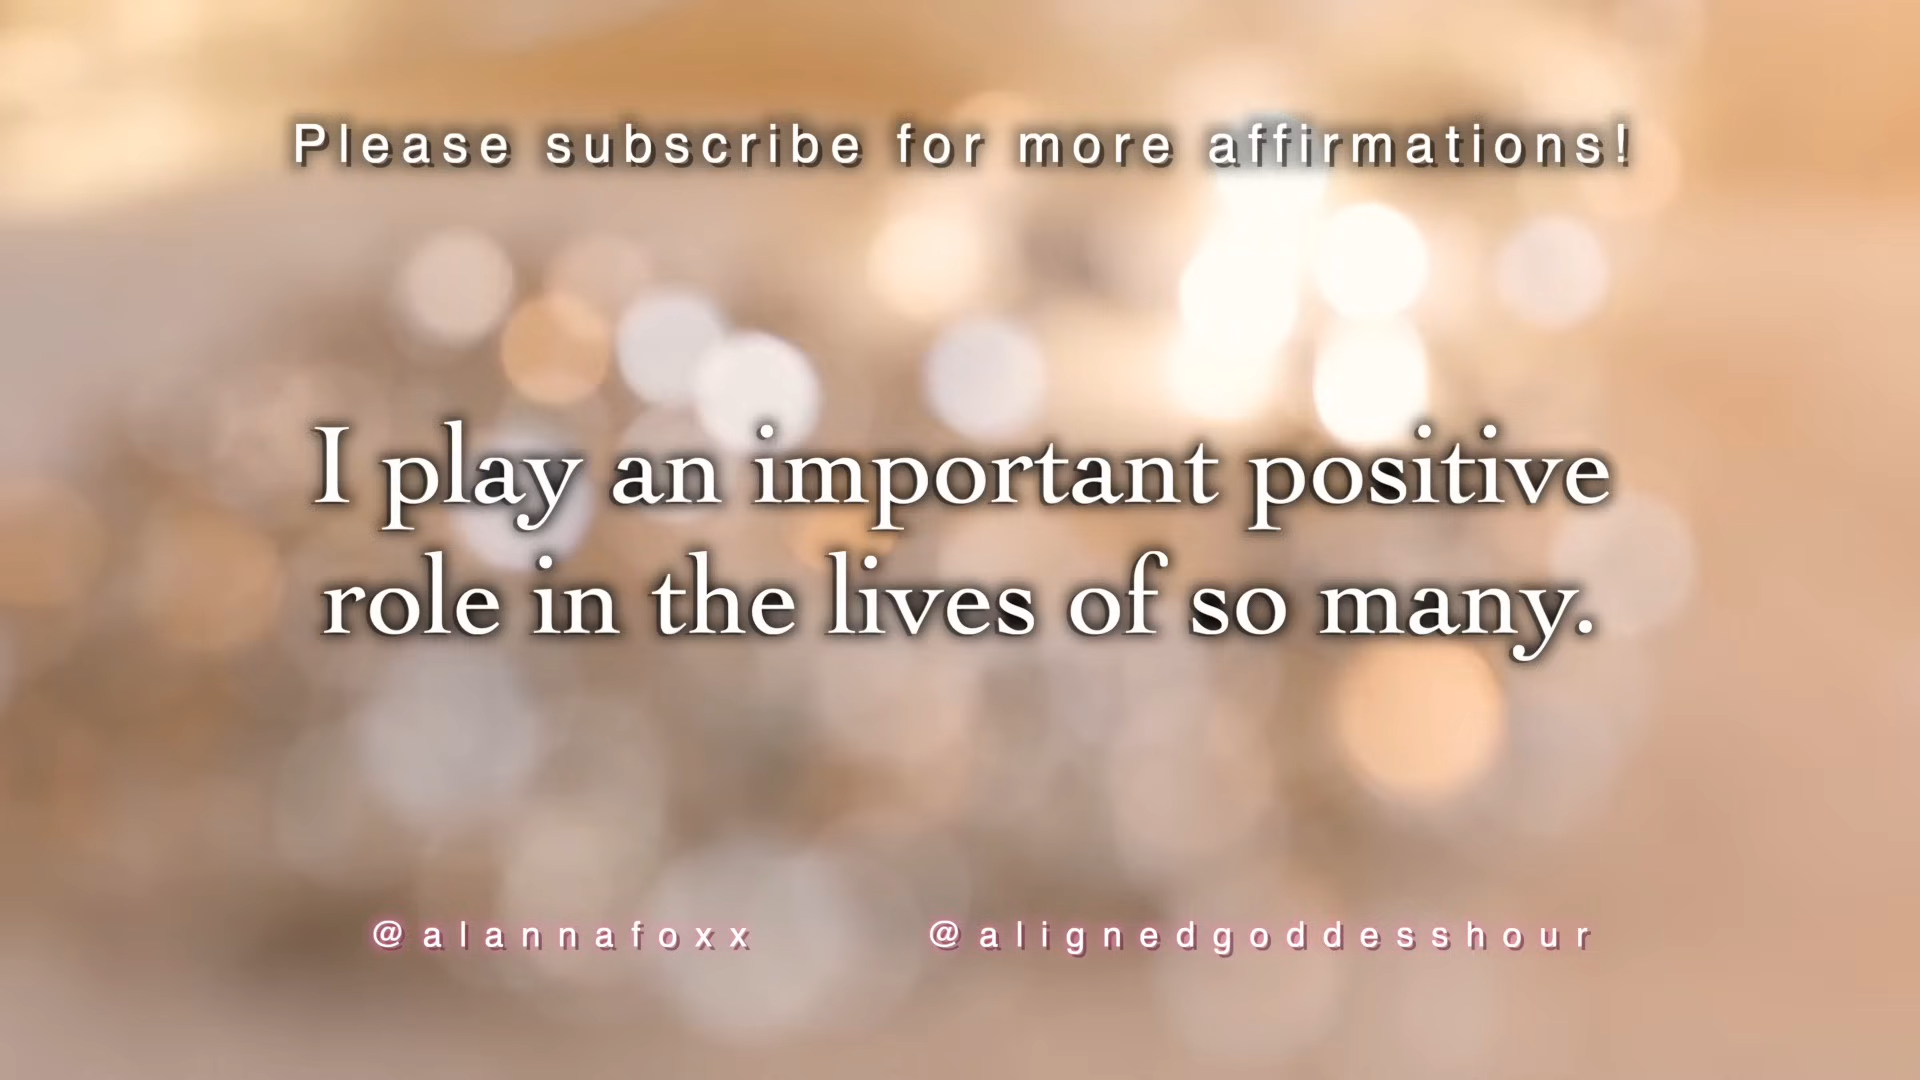 Please subscribe for more affirmations!
I play an important positive
role in the lives of so many.
@alannafoxx @alignedgoddesshour